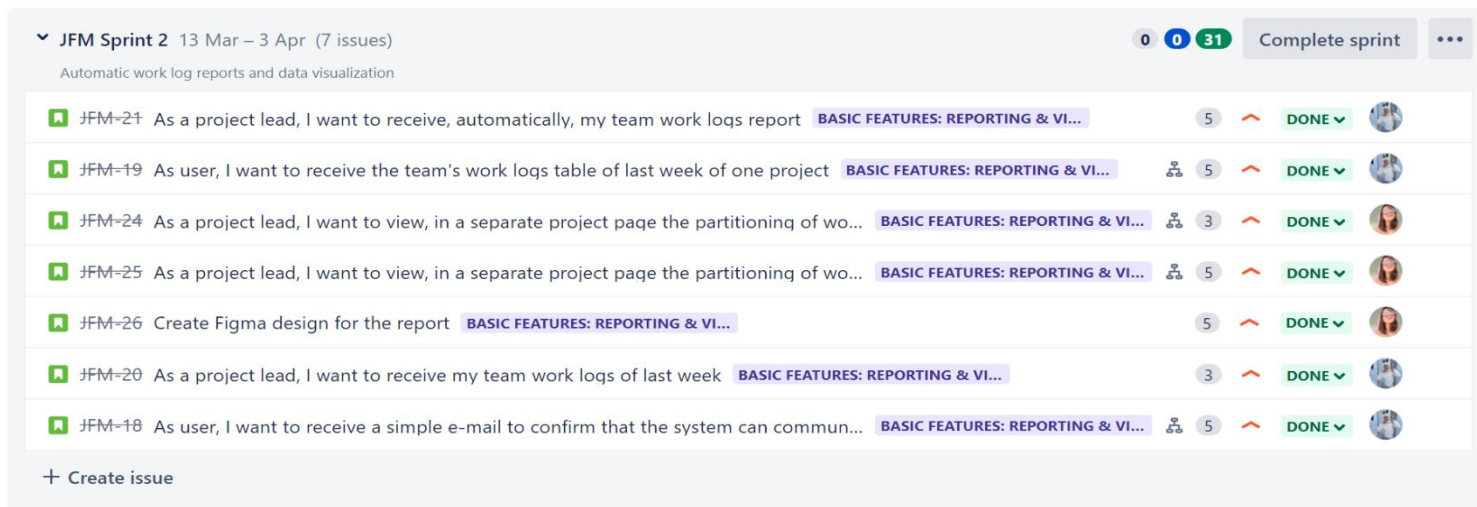 JFM Sprint 2 13 Mar – 3 Apr (7 issues) 0 0 31 Complete sprint •••
Automatic work log reports and data visualization
JFM-21 As a project lead, I want to receive, automatically, my team work logs report BASIC FEATURES: REPORTING & VI... 5 DONE
JFM-19 As user, I want to receive the team's work logs table of last week of one project BASIC FEATURES: REPORTING & VI... 5 DONE
JFM-24 As a project lead, I want to view, in a separate project page the partitioning of wo... BASIC FEATURES: REPORTING & VI... 3 DONE
JFM-25 As a project lead, I want to view, in a separate project page the partitioning of wo... BASIC FEATURES: REPORTING & VI... 5 DONE
JFM-26 Create Figma design for the report BASIC FEATURES: REPORTING & VI... 5 DONE
JFM-20 As a project lead, I want to receive my team work logs of last week BASIC FEATURES: REPORTING & VI... 3 DONE
JFM-18 As user, I want to receive a simple e-mail to confirm that the system can commun... BASIC FEATURES: REPORTING & VI... 5 DONE
+ Create issue